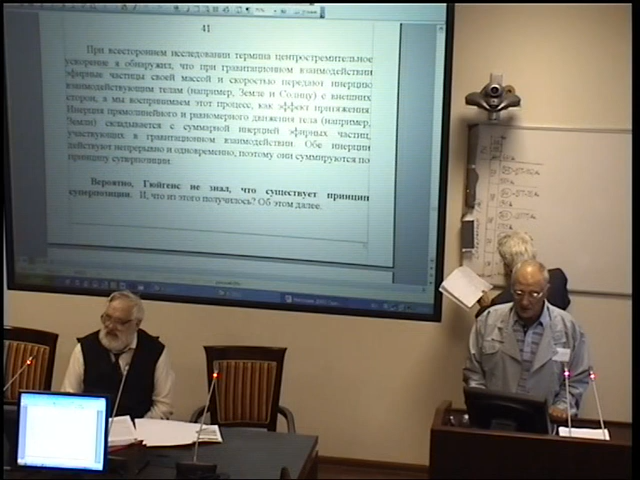 41
При всестороннем исследовании термина центростремительное
ускорение я обнаружил, что при гравитационном взаимодействии
эфирные частицы своей массой и скоростью передают инерцию
взаимодействующим телам (например, Земле и Солнцу) с внешних
сторон, а мы воспринимаем этот процесс, как эффект притяжения.
Инерция прямолинейного и равномерного движения тела (например,
Земли) складывается с суммарной инерцией эфирных частиц,
участвующих в гравитационном взаимодействии. Обе инерции
действуют непрерывно и одновременно, поэтому они суммируются по
принципу суперпозиции.
Вероятно, Гюйгенс не знал, что существует принцип
суперпозиции. И, что из этого получилось? Об этом далее.